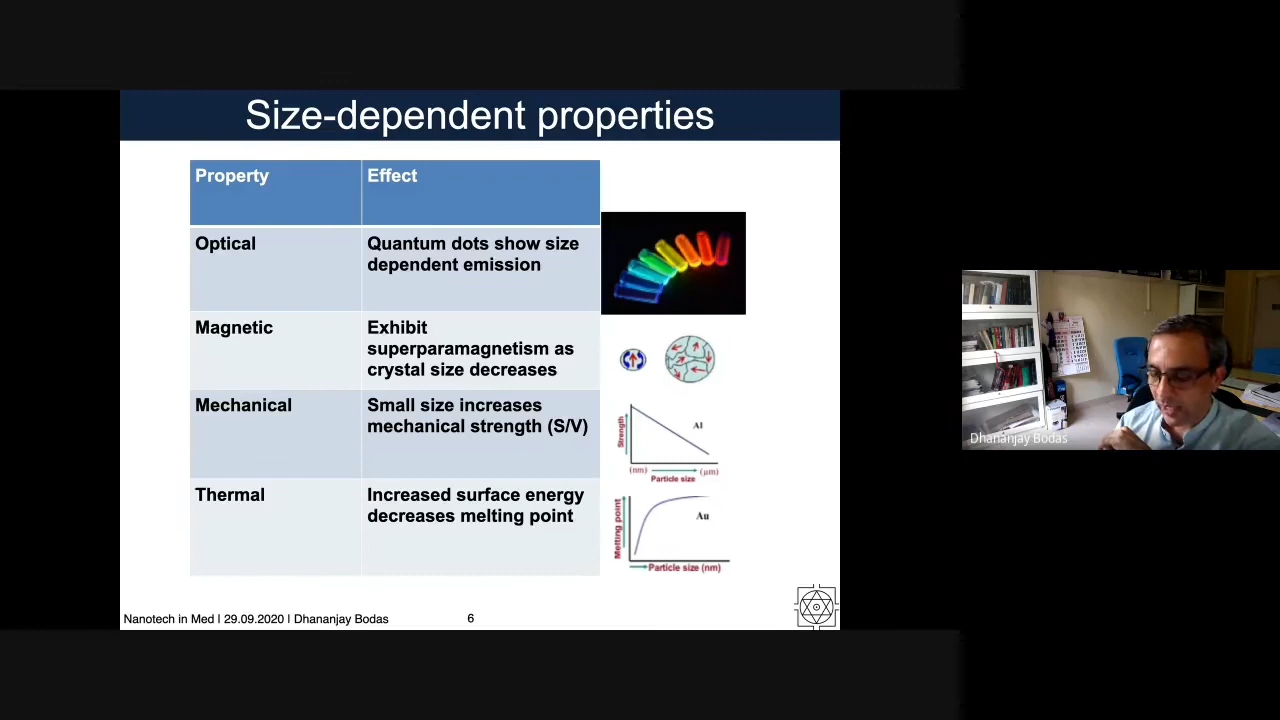 Size-dependent properties
Property Effect
Optical Quantum dots show size
dependent emission
Magnetic Exhibit
superparamagnetism as
crystal size decreases
Mechanical Small size increases
mechanical strength (S/V)
Thermal Increased surface energy
decreases melting point
Strength
Al
(nm) (μm)
Particle size
Melting point
Au
Particle size (nm)
Nanotech in Med | 29.09.2020 | Dhananjay Bodas 6
Dhananjay Bodas